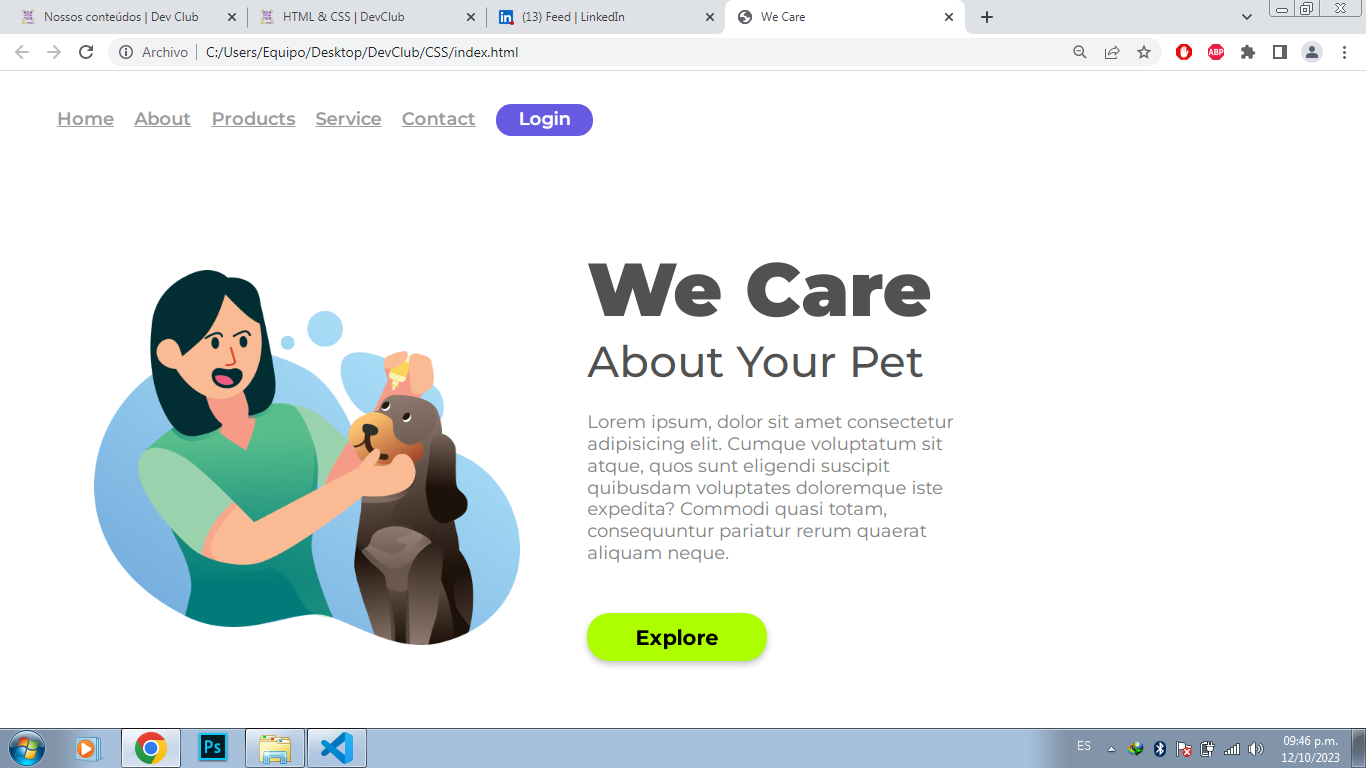 Nossos conteúdos | Dev Club
HTML & CSS | DevClub
(13) Feed | LinkedIn
We Care
Archivo
C:/Users/Equipo/Desktop/DevClub/CSS/index.html
ABP
Home About Products Service Contact Login
We Care
About Your Pet
Lorem ipsum, dolor sit amet consectetur
adipisicing elit. Cumque voluptatum sit
atque, quos sunt eligendi suscipit
quibusdam voluptates doloremque iste
expedita? Commodi quasi totam,
consequuntur pariatur rerum quaerat
aliquam neque.
Explore
Ps
ES
09:46 p.m.
12/10/2023